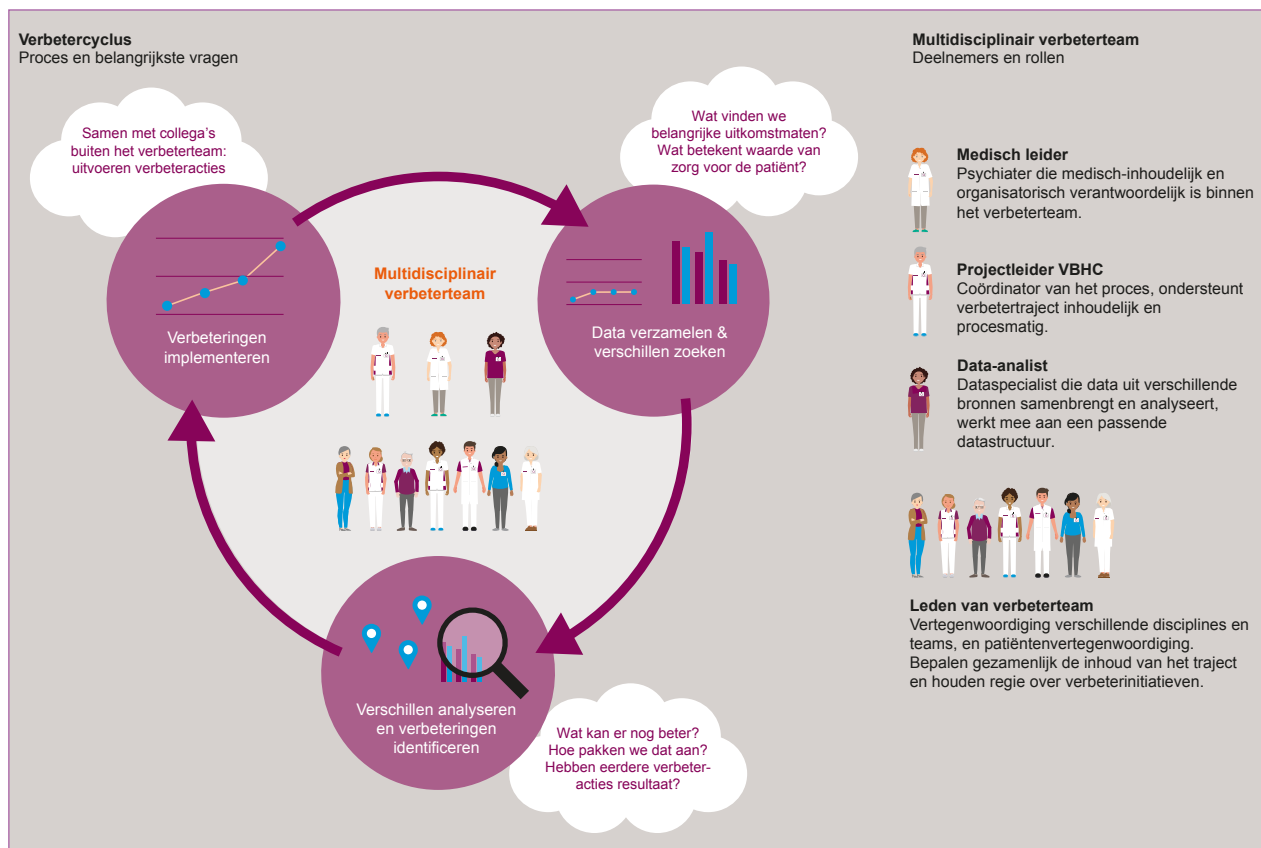 Verbetercyclus
Proces en belangrijkste vragen
Samen met collega's
buiten het verbeterteam:
uitvoeren verbeteracties
Wat vinden we
belangrijke uitkomstmaten?
Wat betekent waarde van
zorg voor de patiënt?
Verbeteringen
implementeren
Multidisciplinair
verbeterteam
Data verzamelen &
verschillen zoeken
Verschillen analyseren
en verbeteringen
identificeren
Wat kan er nog beter?
Hoe pakken we dat aan?
Hebben eerdere verbeter-
acties resultaat?
Multidisciplinair verbeterteam
Deelnemers en rollen
Medisch leider
Psychiater die medisch-inhoudelijk en
organisatorisch verantwoordelijk is binnen
het verbeterteam.
Projectleider VBHC
Coördinator van het proces, ondersteunt
verbetertraject inhoudelijk en
procesmatig.
Data-analist
Dataspecialist die data uit verschillende
bronnen samenbrengt en analyseert,
werkt mee aan een passende
datastructuur.
Leden van verbeterteam
Vertegenwoordiging verschillende disciplines en
teams, en patiëntenvertegenwoordiging.
Bepalen gezamenlijk de inhoud van het traject
en houden regie over verbeterinitiatieven.